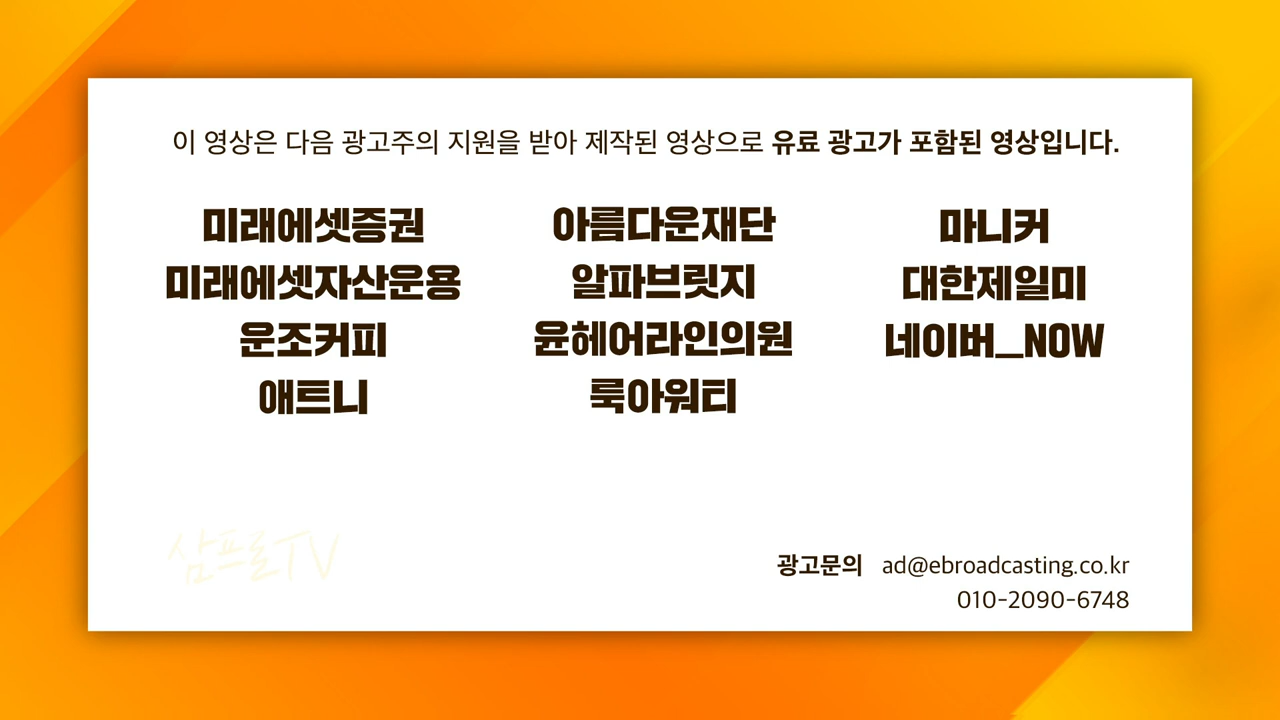 이 영상은 다음 광고주의 지원을 받아 제작된 영상으로 유료 광고가 포함된 영상입니다.
미래에셋증권
미래에셋자산운용
운조커피
애트니
아름다운재단
알파브릿지
윤헤어라인의원
룩아워티
마니커
대한제일미
네이버_NOW
삼프로TV
광고문의 ad@ebroadcasting.co.kr
010-2090-6748